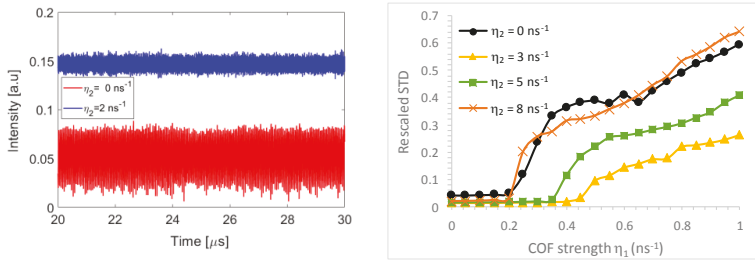 0.2
0.15
0.1
0.05
0
Intensity [a.u]
η₂= 0 ns⁻¹
η₂=2 ns⁻¹
20 22 24 26 28 30
Time [μs]
0.7
0.6
0.5
0.4
0.3
0.2
0.1
0
Rescaled STD
η₂ = 0 ns⁻¹
η₂ = 3 ns⁻¹
η₂ = 5 ns⁻¹
η₂ = 8 ns⁻¹
0 0.2 0.4 0.6 0.8 1
COF strength η₁ (ns⁻¹)